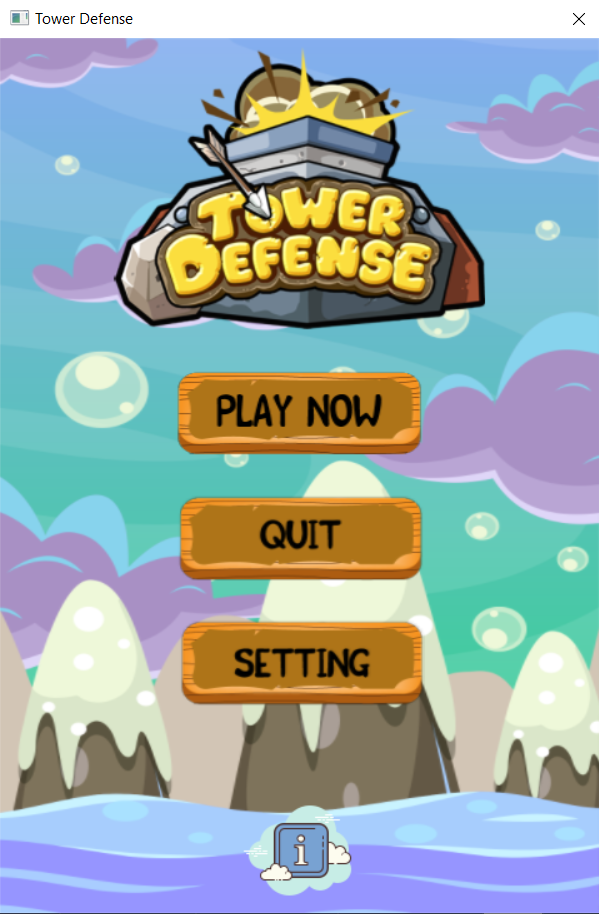 Tower Defense
TOWER
DEFENSE
PLAY NOW
QUIT
SETTING
i